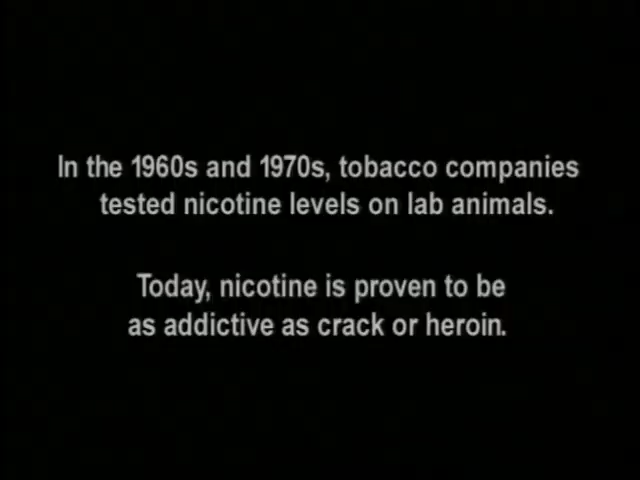 In the 1960s and 1970s, tobacco companies
tested nicotine levels on lab animals.
Today, nicotine is proven to be
as addictive as crack or heroin.